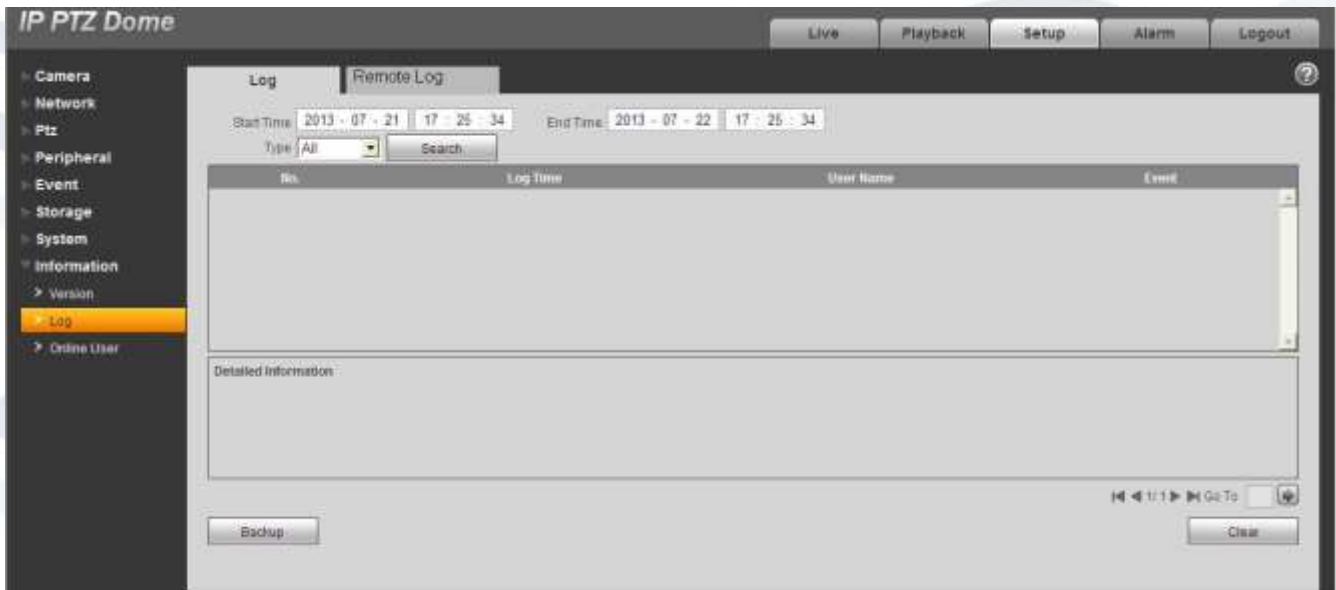 IP PTZ Dome
Live Playback Setup Alarm Logout
Camera
Network
Ptz
Peripheral
Event
Storage
System
Information
Version
Log
Online User
Log Remote Log
Start Time 2013 - 07 - 21 17 : 25 : 34 End Time 2013 - 07 - 22 17 : 25 : 34
Type All Search
No. Log Time User Name Event
Detailed Information
1/1 Go To
Backup Clear